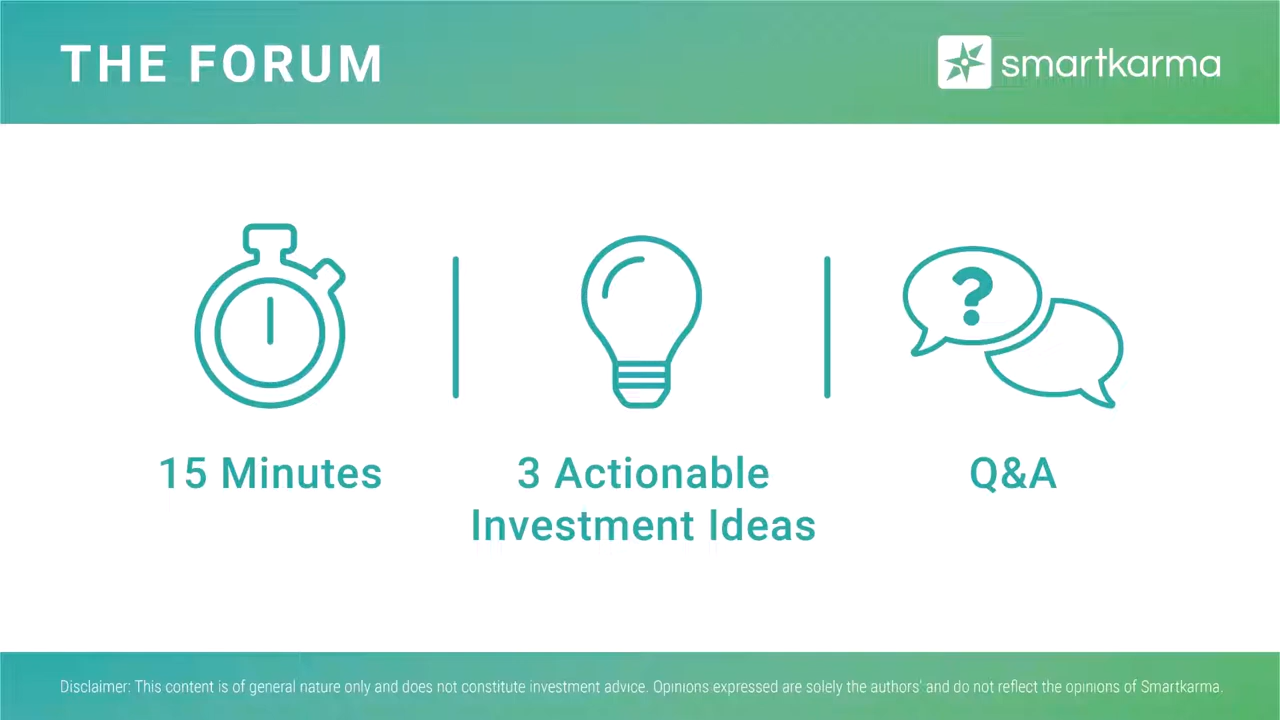 THE FORUM
smartkarma
?
15 Minutes
3 Actionable
Investment Ideas
Q&A
Disclaimer: This content is of general nature only and does not constitute investment advice. Opinions expressed are solely the authors' and do not reflect the opinions of Smartkarma.